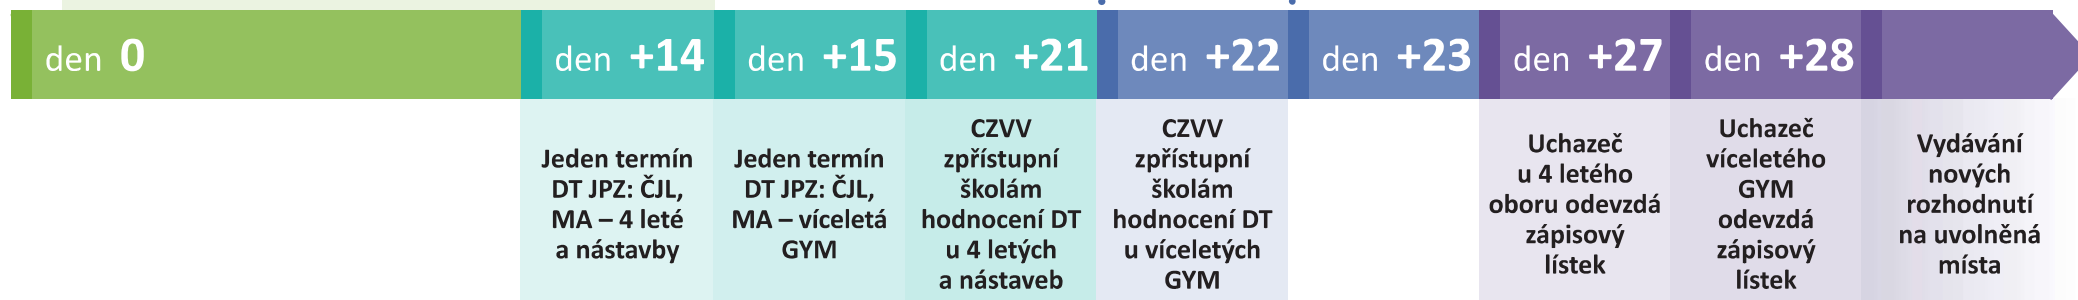 den 0
den +14
den +15
den +21
den +22
den +23
den +27
den +28
Jeden termín
DT JPZ: ČJL,
MA – 4 leté
a nástavby
Jeden termín
DT JPZ: ČJL,
MA – víceletá
GYM
CZVV
zpřístupní
školám
hodnocení DT
u 4 letých
a nástaveb
CZVV
zpřístupní
školám
hodnocení DT
u víceletých
GYM
Uchazeč
u 4 letého
oboru odevzdá
zápisový
lístek
Uchazeč
víceletého
GYM
odevzdá
zápisový
lístek
Vydávání
nových
rozhodnutí
na uvolněná
místa